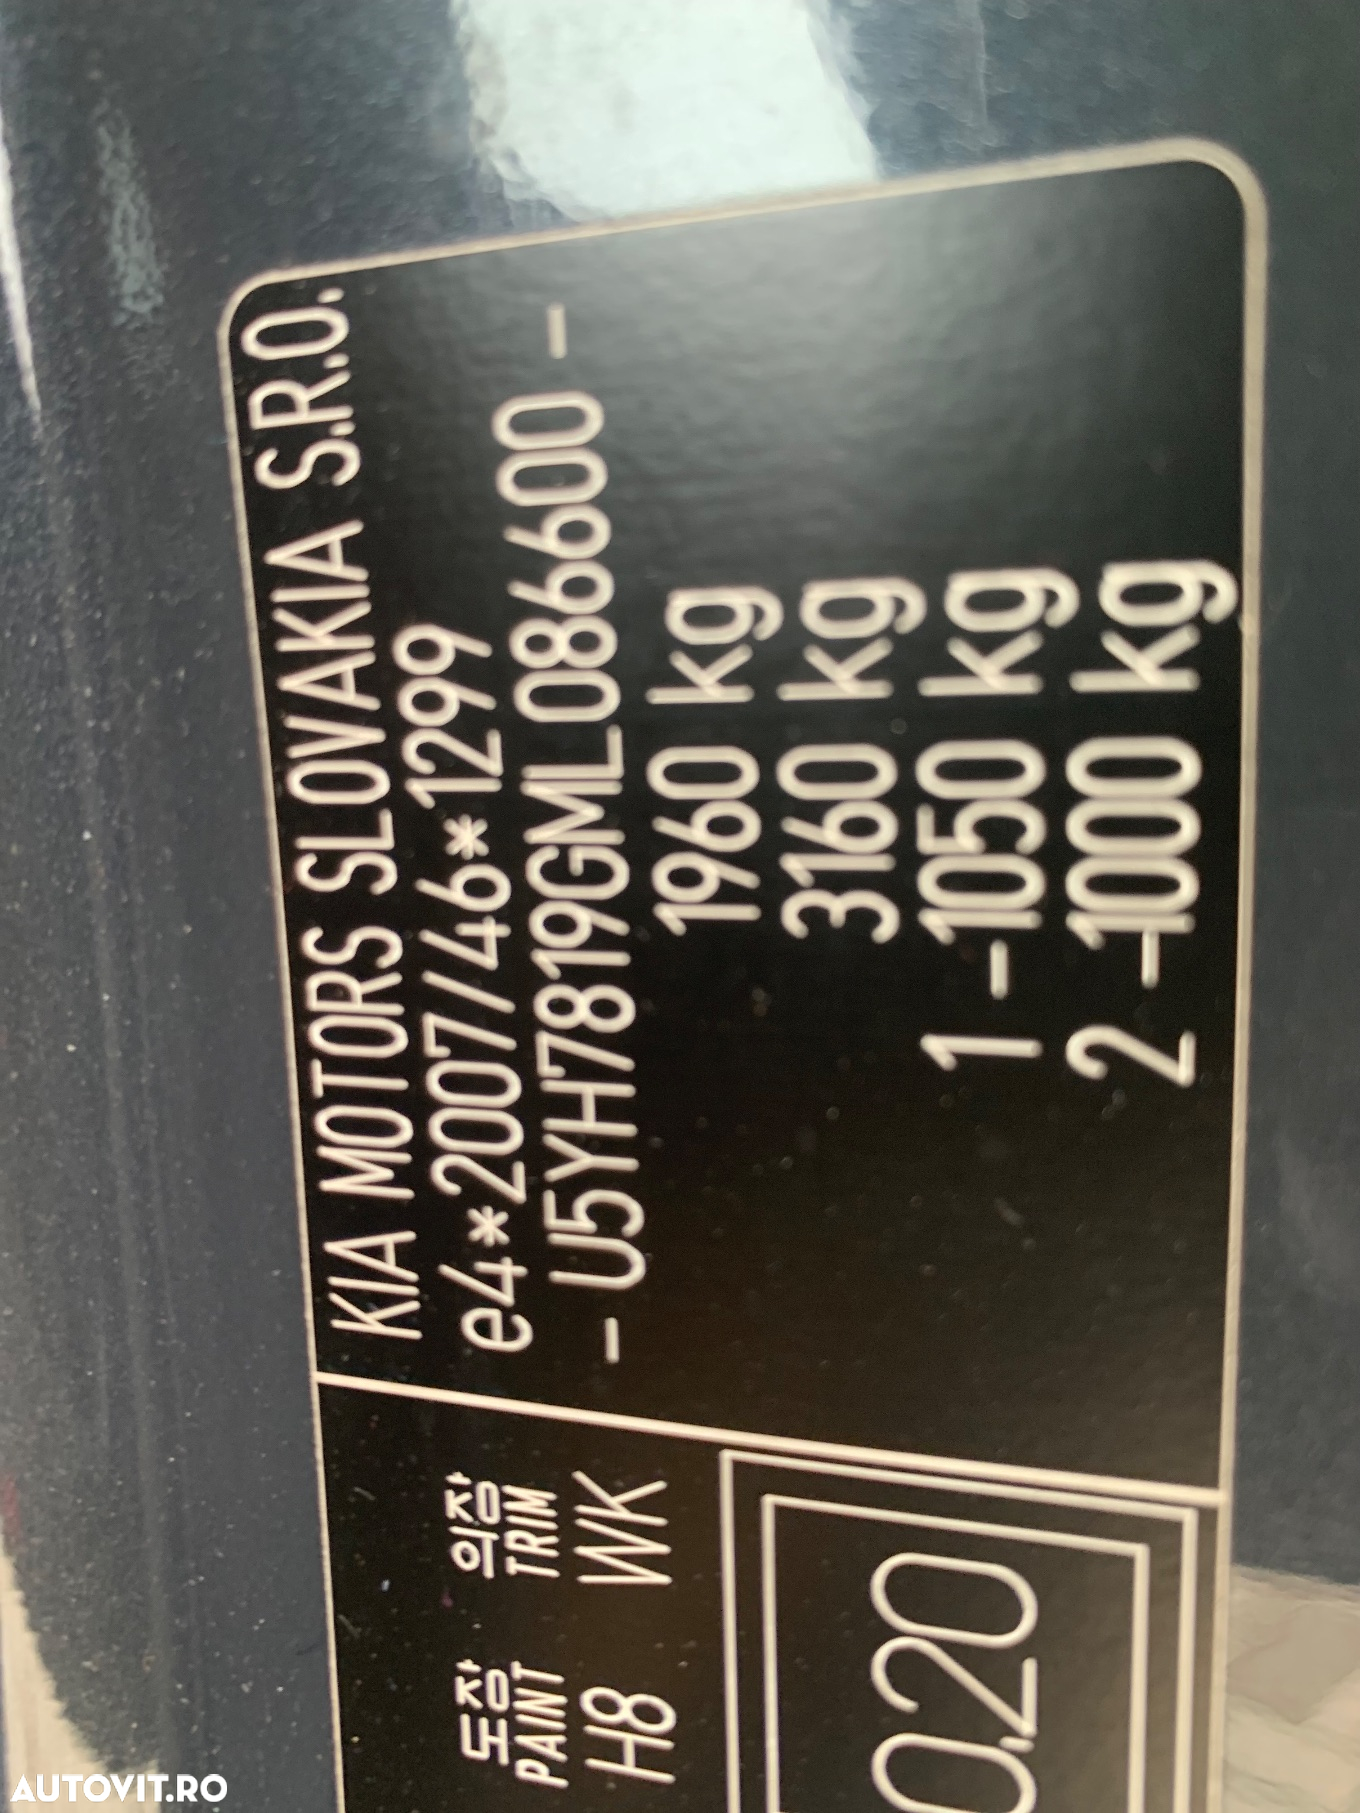 KIA MOTORS SLOVAKIA S.R.O.
e4*2007/46*1299
- U5YH7819GML086600 -
1960 kg
3160 kg
1 - 1050 kg
2 - 1000 kg
도장 의장
PAINT TRIM
H8 WK
0.20
AUTOVIT.RO